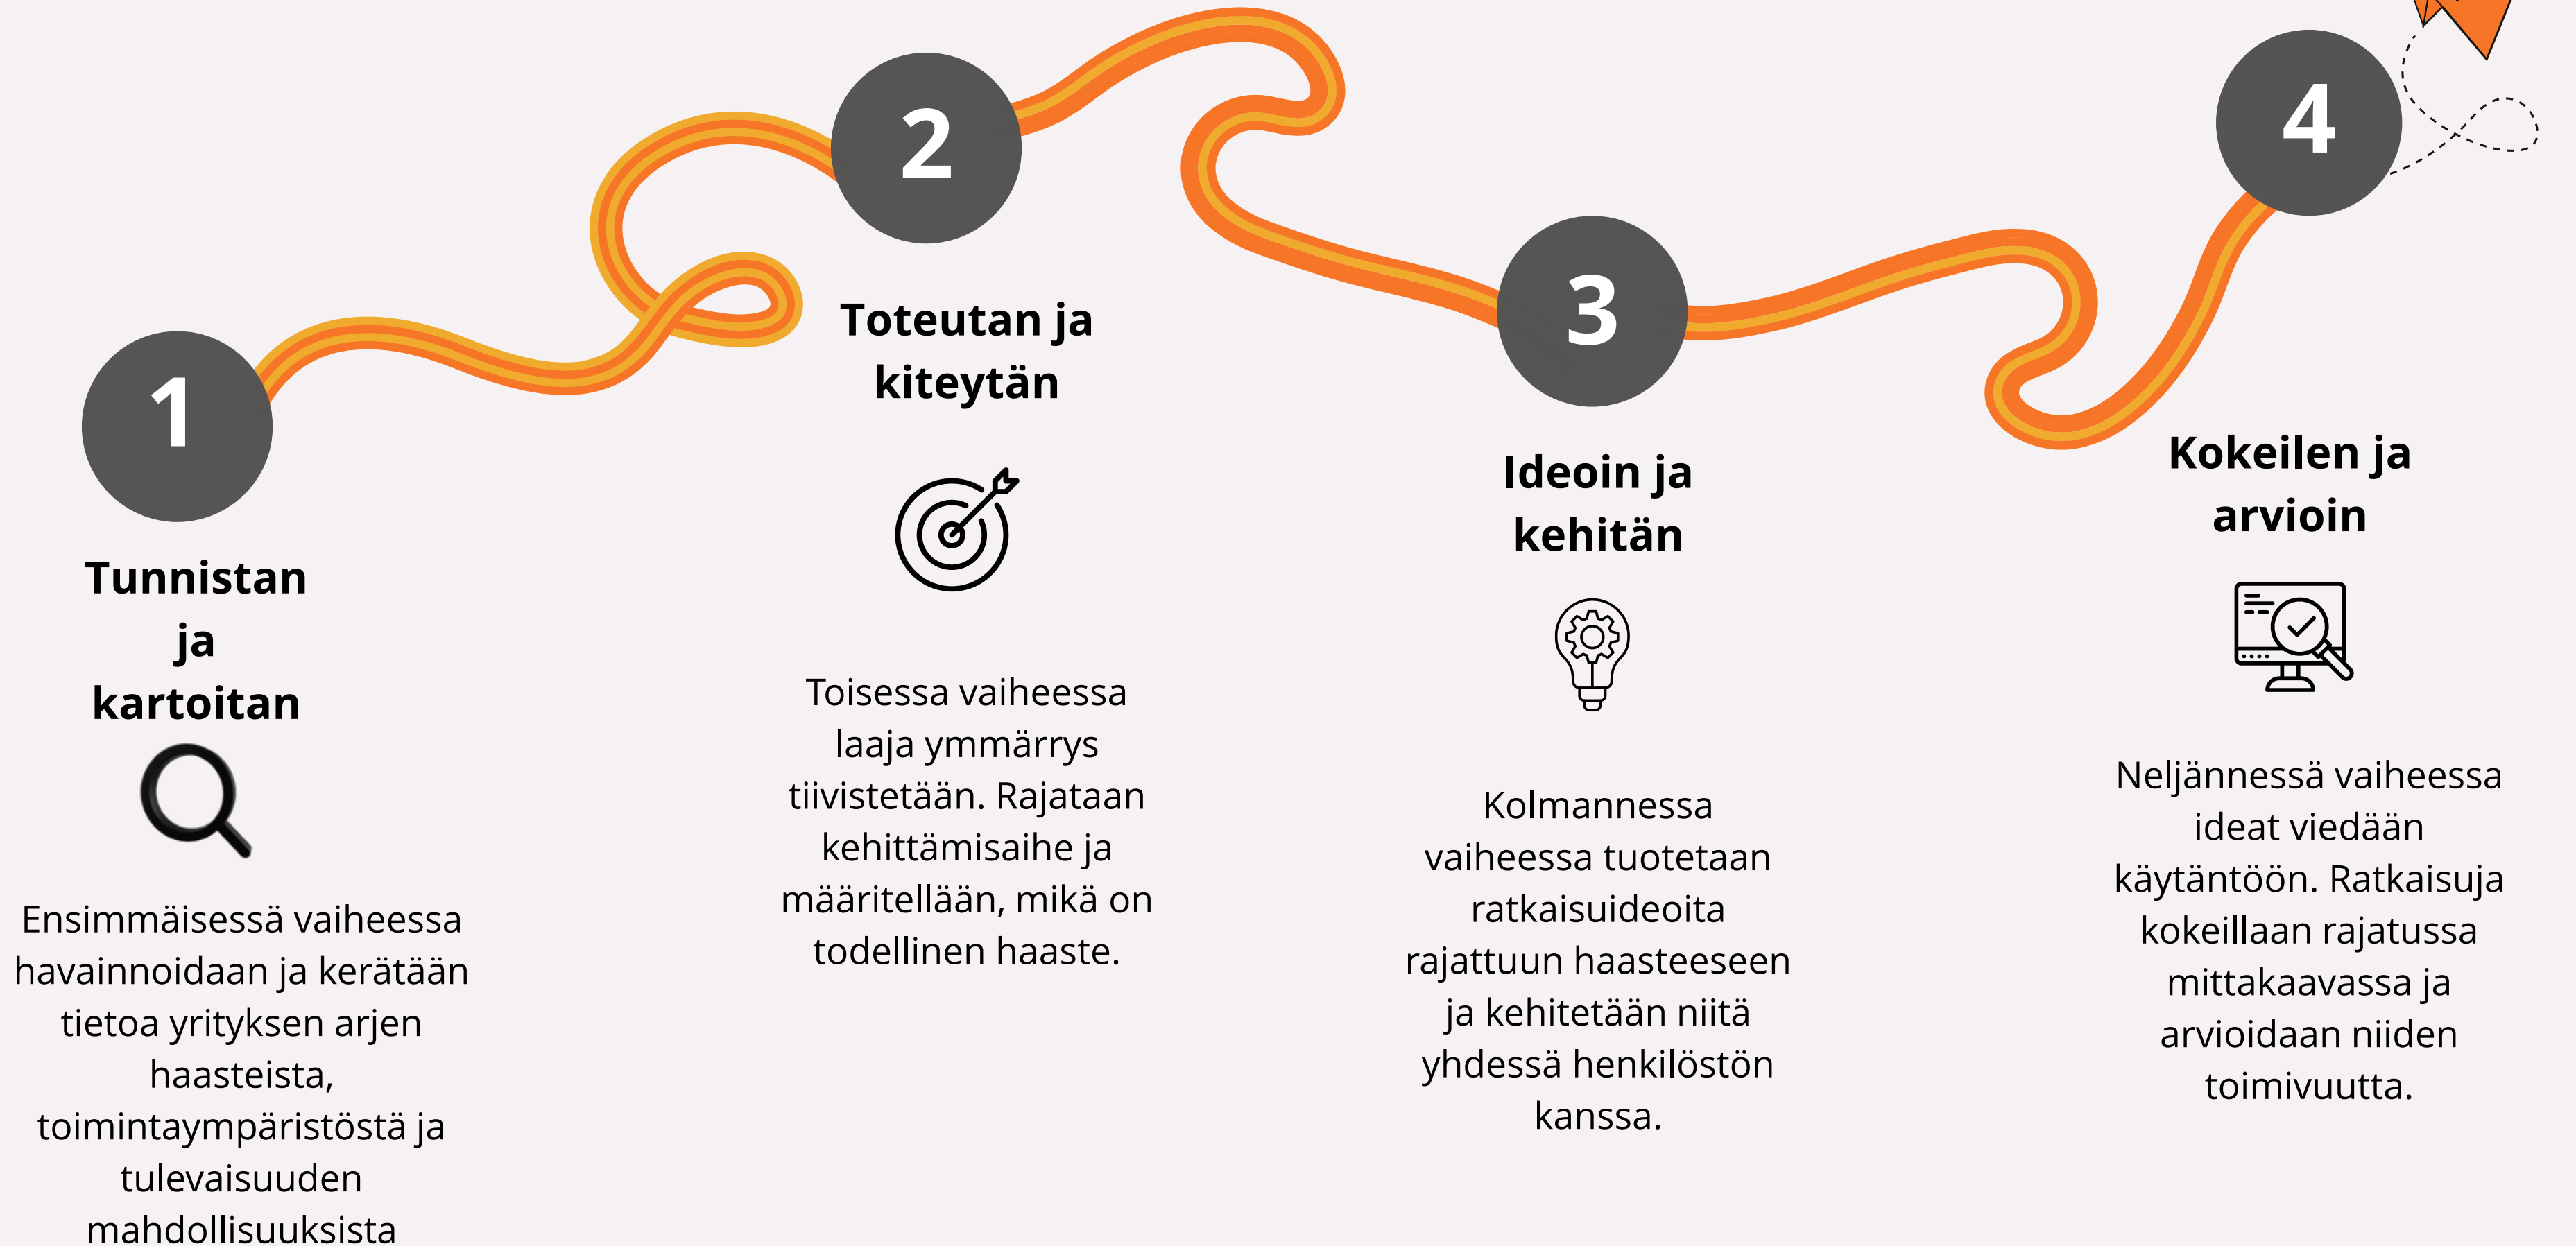 1
Tunnistan
ja
kartoitan
Ensimmäisessä vaiheessa
havainnoidaan ja kerätään
tietoa yrityksen arjen
haasteista,
toimintaympäristöstä ja
tulevaisuuden
mahdollisuuksista
2
Toteutan ja
kiteytän
Toisessa vaiheessa
laaja ymmärrys
tiivistetään. Rajataan
kehittämisaihe ja
määritellään, mikä on
todellinen haaste.
3
Ideoin ja
kehitän
Kolmannessa
vaiheessa tuotetaan
ratkaisuideoita
rajattuun haasteeseen
ja kehitetään niitä
yhdessä henkilöstön
kanssa.
4
Kokeilen ja
arvioin
Neljännessä vaiheessa
ideat viedään
käytäntöön. Ratkaisuja
kokeillaan rajatussa
mittakaavassa ja
arvioidaan niiden
toimivuutta.